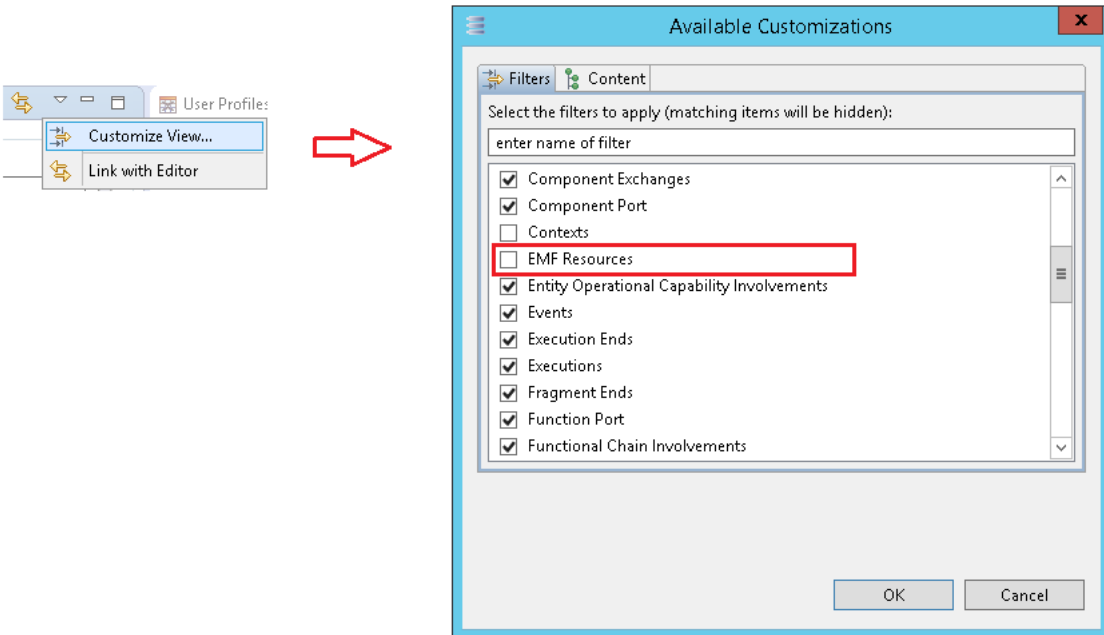 User Profiles
Customize View...
Link with Editor
Available Customizations
x
Filters
Content
Select the filters to apply (matching items will be hidden):
enter name of filter
Component Exchanges
Component Port
Contexts
EMF Resources
Entity Operational Capability Involvements
Events
Execution Ends
Executions
Fragment Ends
Function Port
Functional Chain Involvements
OK
Cancel